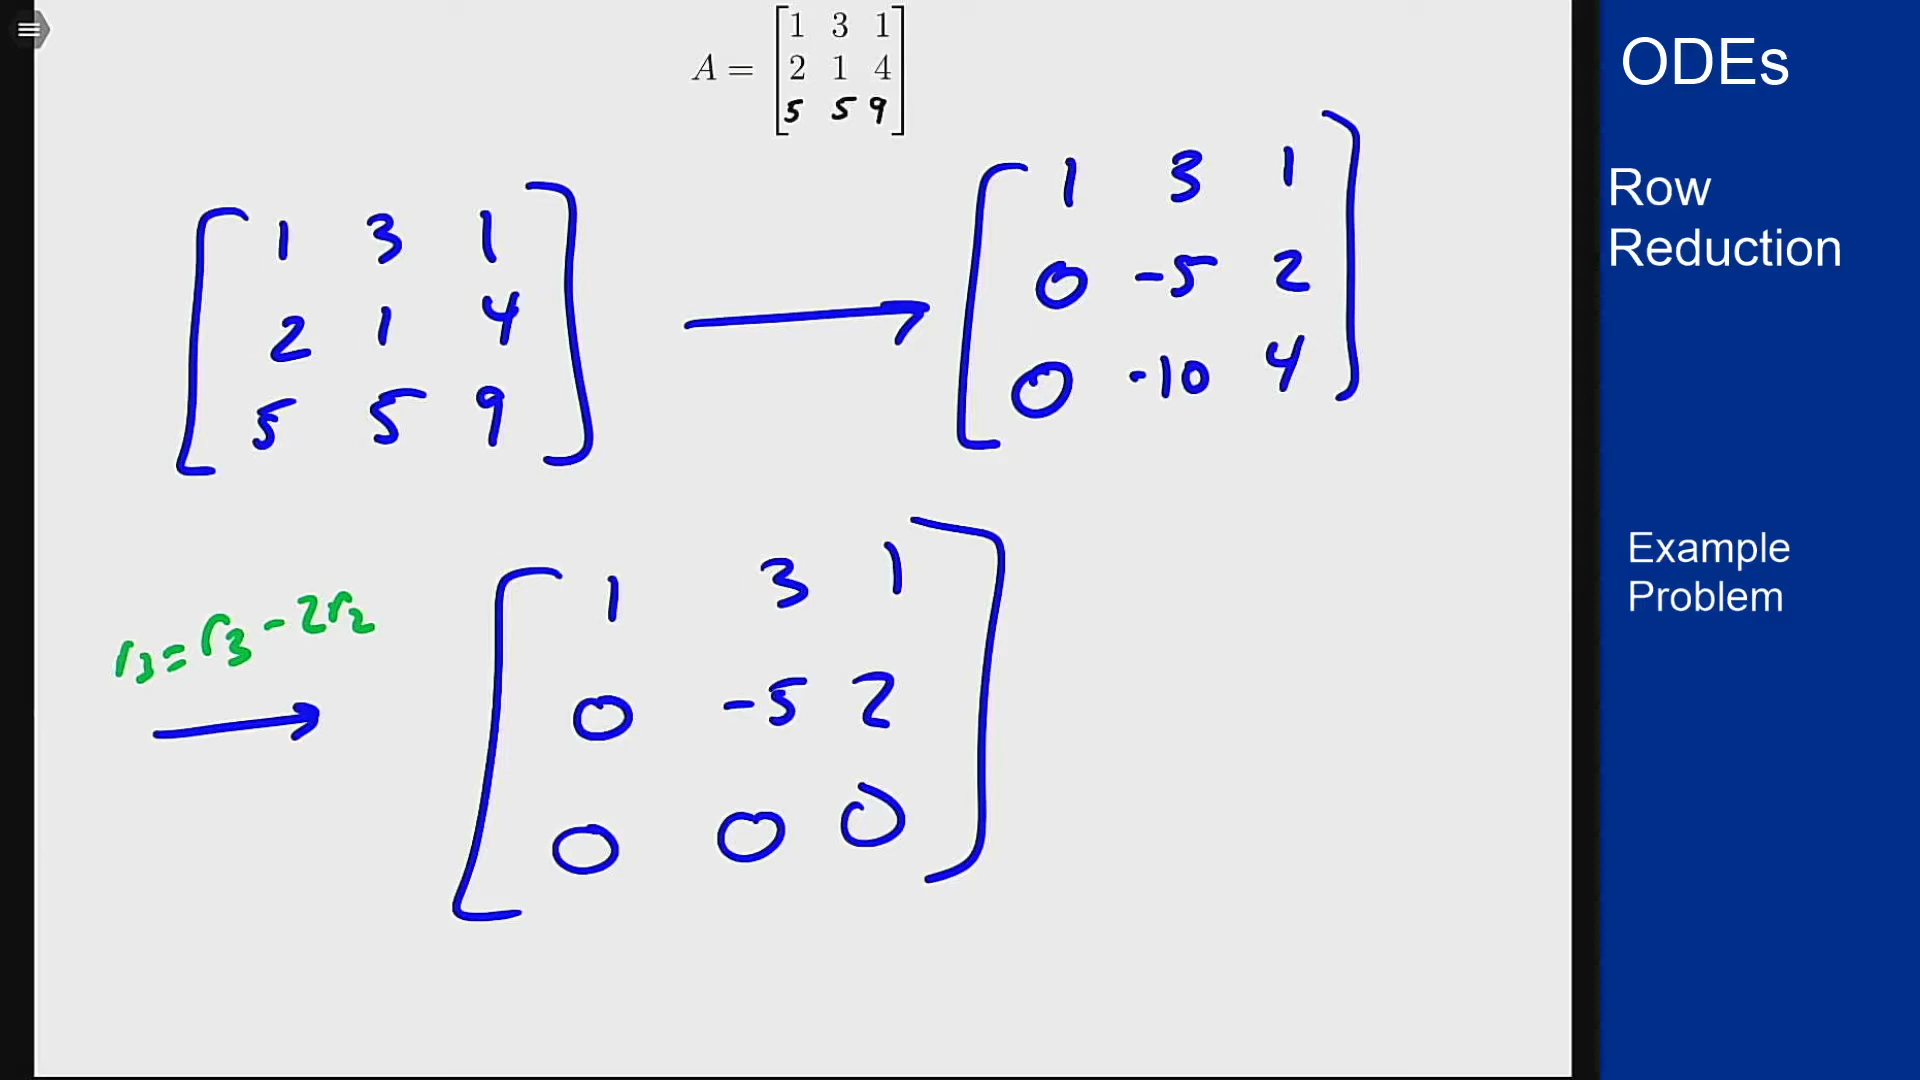 A = [1 3 1
2 1 4
5 5 9]
[1 3 1
2 1 4
5 5 9]
→
[1 3 1
0 -5 2
0 -10 4]
r3 = r3 - 2r2
→
[1 3 1
0 -5 2
0 0 0]
ODEs
Row
Reduction
Example
Problem